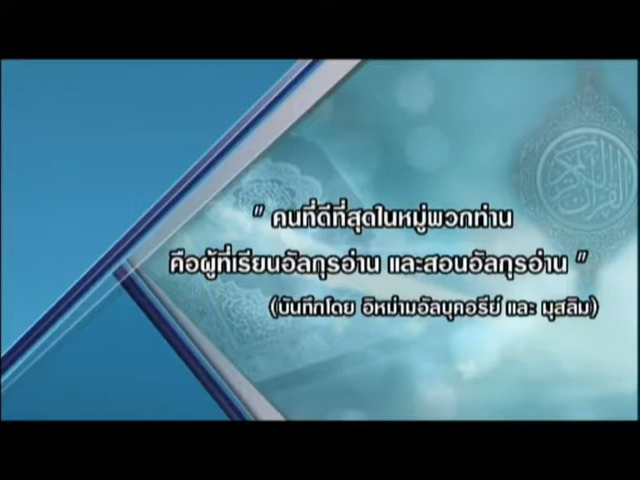 " คนที่ดีที่สุดในหมู่พวกท่าน
คือผู้ที่เรียนอัลกุรอ่าน และสอนอัลกุรอ่าน "
(บันทึกโดย อิหม่ามอัลบุคอรีย์ และ มุสลิม)